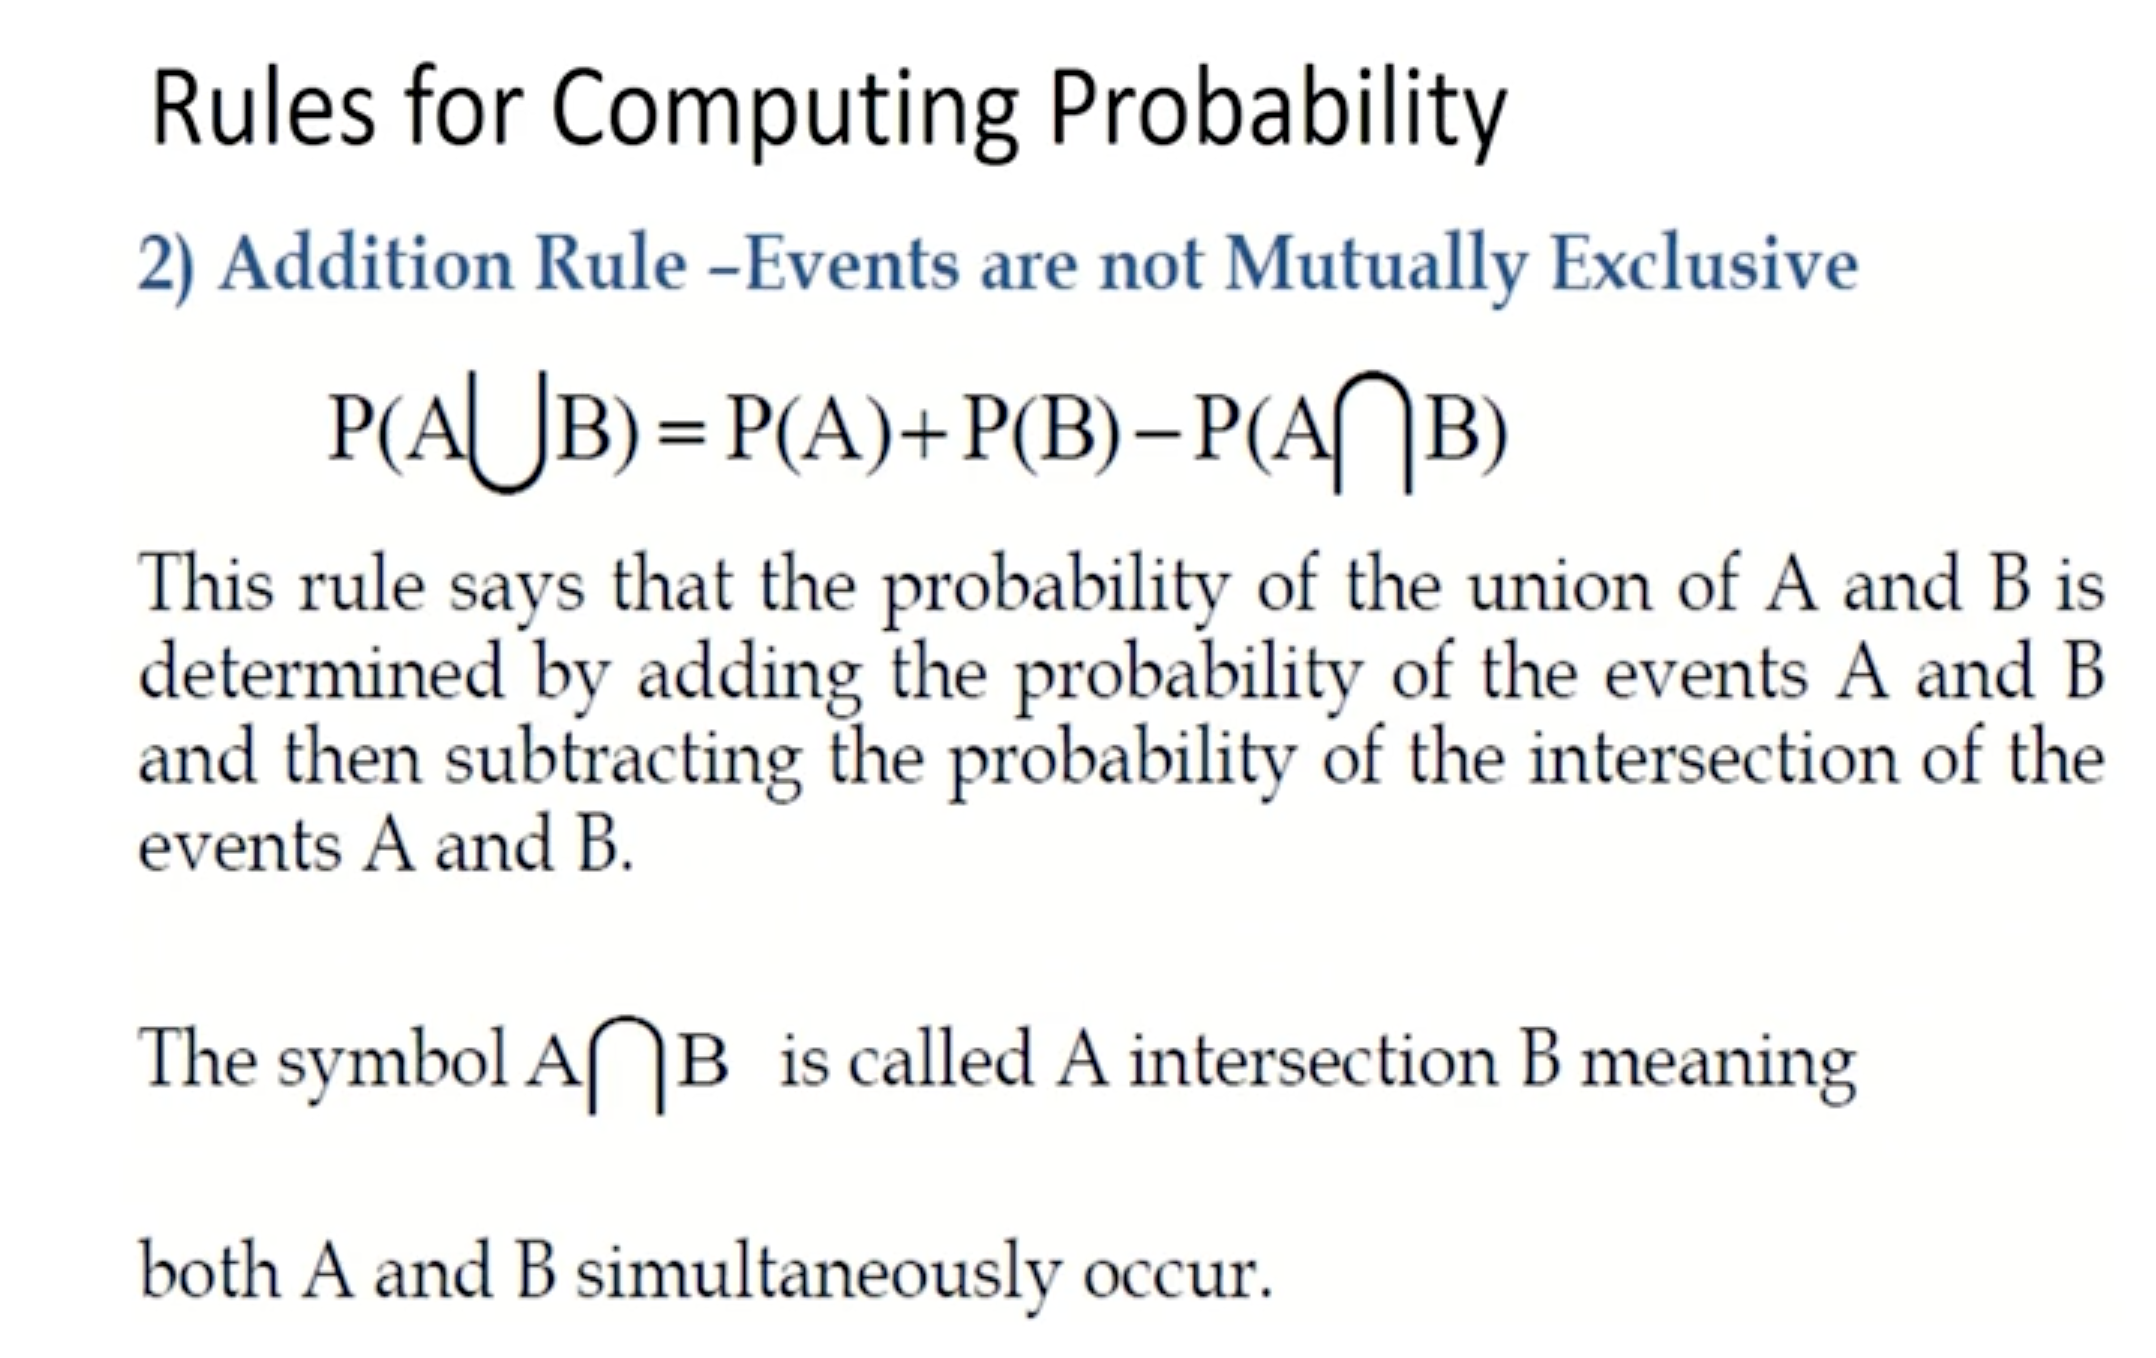 Rules for Computing Probability
2) Addition Rule –Events are not Mutually Exclusive
P(A⋃B) = P(A)+P(B)−P(A⋂B)
This rule says that the probability of the union of A and B is
determined by adding the probability of the events A and B
and then subtracting the probability of the intersection of the
events A and B.
The symbol A⋂B is called A intersection B meaning
both A and B simultaneously occur.